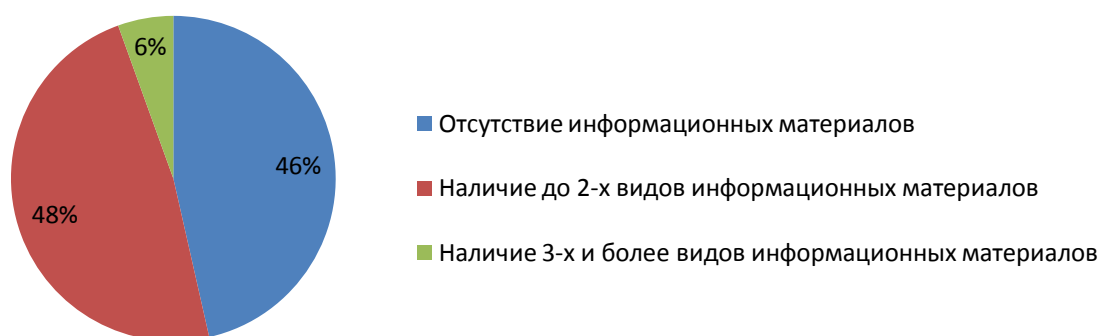 6%
46%
48%
Отсутствие информационных материалов
Наличие до 2-х видов информационных материалов
Наличие 3-х и более видов информационных материалов